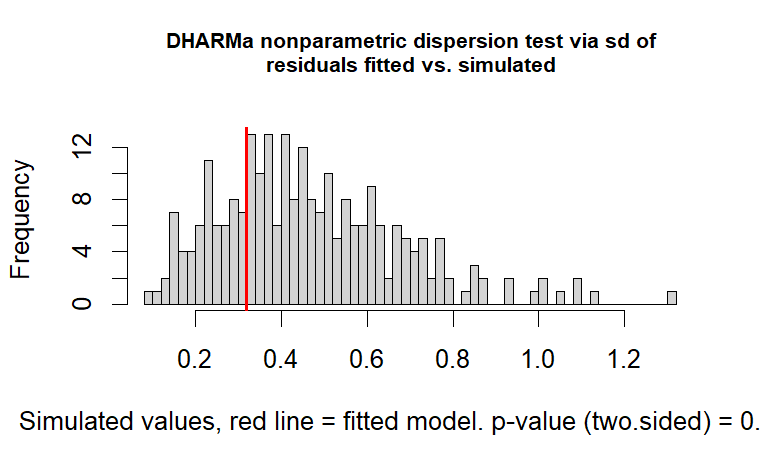 DHARMa nonparametric dispersion test via sd of
residuals fitted vs. simulated
Frequency
12
8
4
0
0.2 0.4 0.6 0.8 1.0 1.2
Simulated values, red line = fitted model. p-value (two.sided) = 0.